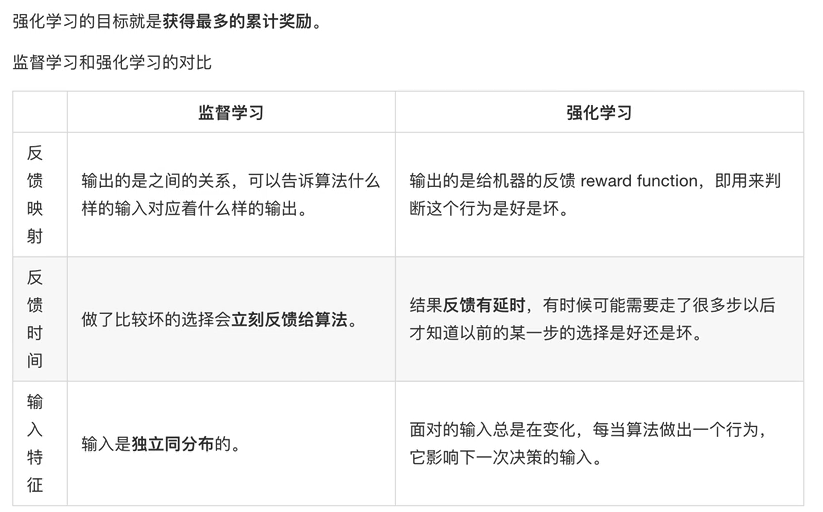 强化学习的目标就是获得最多的累计奖励。
监督学习和强化学习的对比
监督学习
强化学习
反
馈
映
射
输出的是之间的关系，可以告诉算法什么
样的输入对应着什么样的输出。
输出的是给机器的反馈 reward function，即用来判
断这个行为是好是坏。
反
馈
时
间
做了比较坏的选择会立刻反馈给算法。
结果反馈有延时，有时候可能需要走了很多步以后
才知道以前的某一步的选择是好还是坏。
输
入
特
征
输入是独立同分布的。
面对的输入总是在变化，每当算法做出一个行为，
它影响下一次决策的输入。